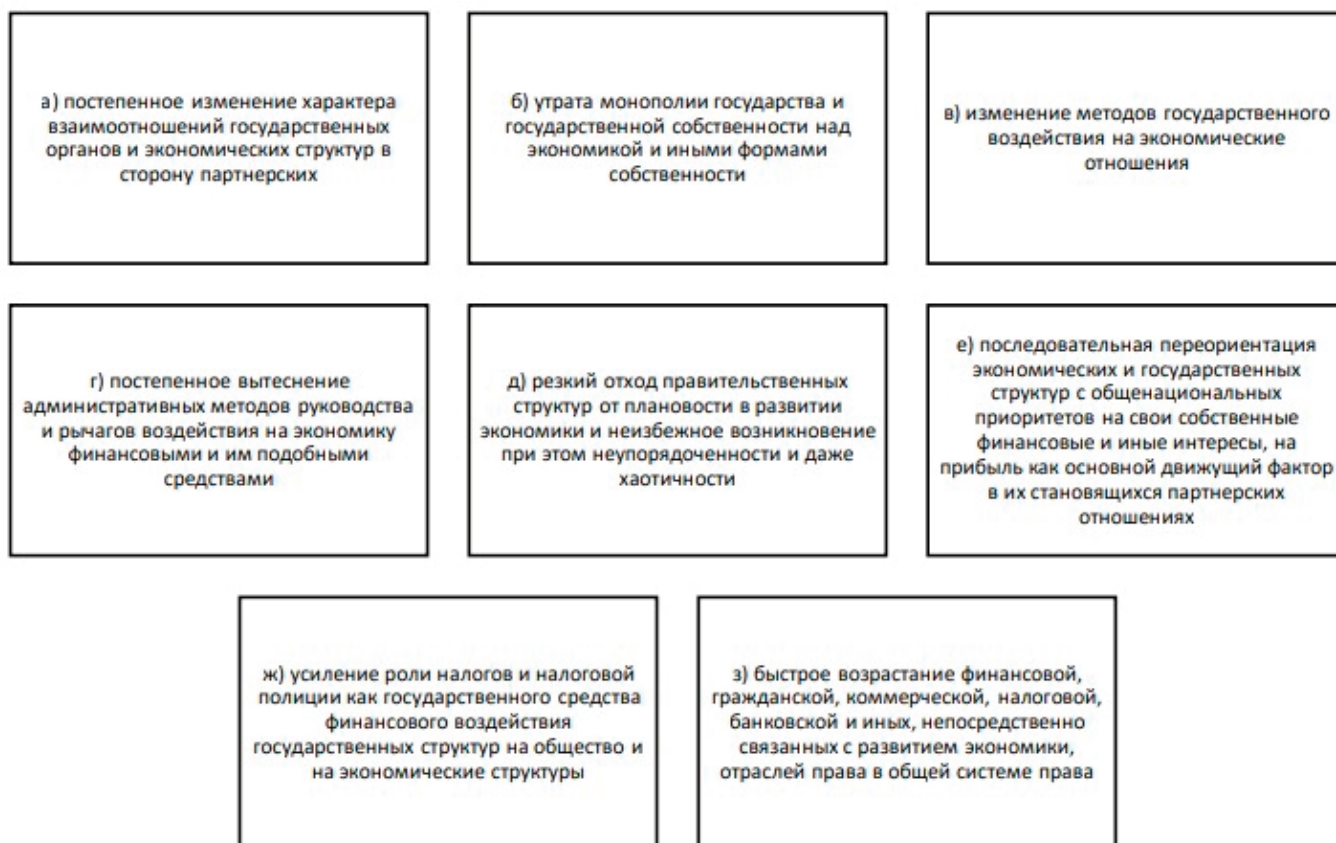 а) постепенное изменение характера
взаимоотношений государственных
органов и экономических структур в
сторону партнерских
б) утрата монополии государства и
государственной собственности над
экономикой и иными формами
собственности
в) изменение методов государственного
воздействия на экономические
отношения
г) постепенное вытеснение
административных методов руководства
и рычагов воздействия на экономику
финансовыми и им подобными
средствами
д) резкий отход правительственных
структур от плановости в развитии
экономики и неизбежное возникновение
при этом неупорядоченности и даже
хаотичности
е) последовательная переориентация
экономических и государственных
структур с общенациональных
приоритетов на свои собственные
финансовые и иные интересы, на
прибыль как основной движущий фактор
в их становящихся партнерских
отношениях
ж) усиление роли налогов и налоговой
полиции как государственного средства
финансового воздействия
государственных структур на общество и
на экономические структуры
з) быстрое возрастание финансовой,
гражданской, коммерческой, налоговой,
банковской и иных, непосредственно
связанных с развитием экономики,
отраслей права в общей системе права